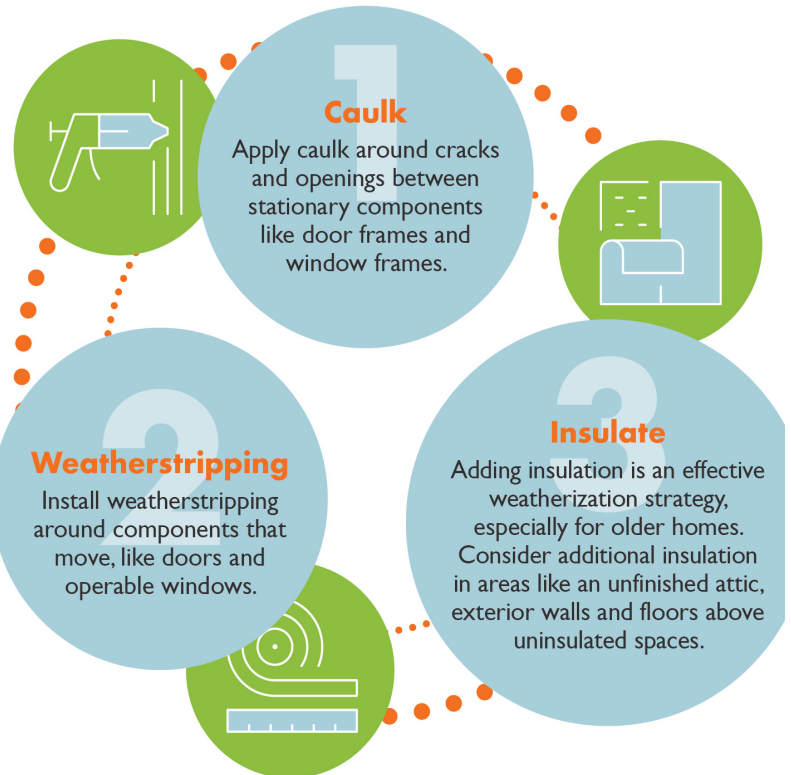 1
Caulk
Apply caulk around cracks
and openings between
stationary components
like door frames and
window frames.
2
Weatherstripping
Install weatherstripping
around components that
move, like doors and
operable windows.
3
Insulate
Adding insulation is an effective
weatherization strategy,
especially for older homes.
Consider additional insulation
in areas like an unfinished attic,
exterior walls and floors above
uninsulated spaces.